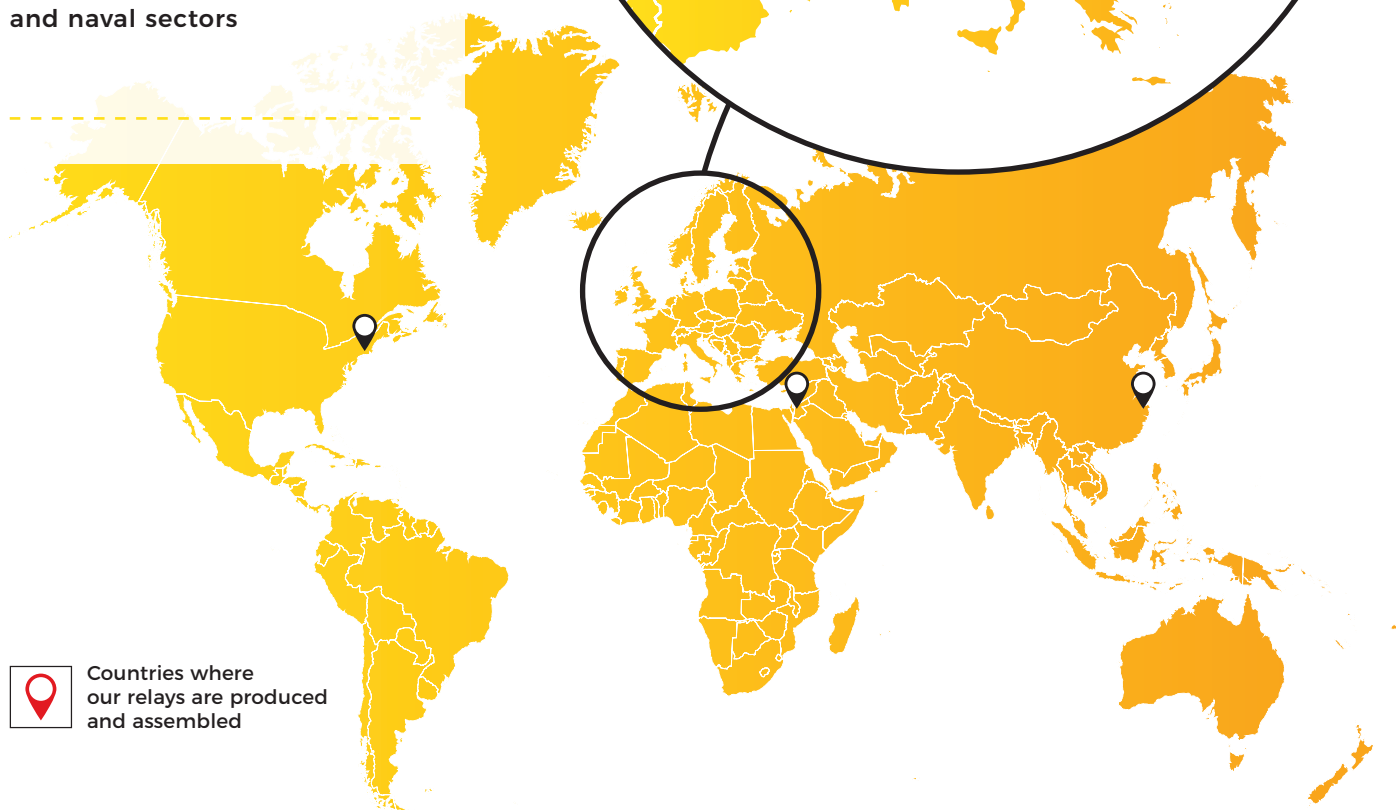 and naval sectors
Countries where
our relays are produced
and assembled